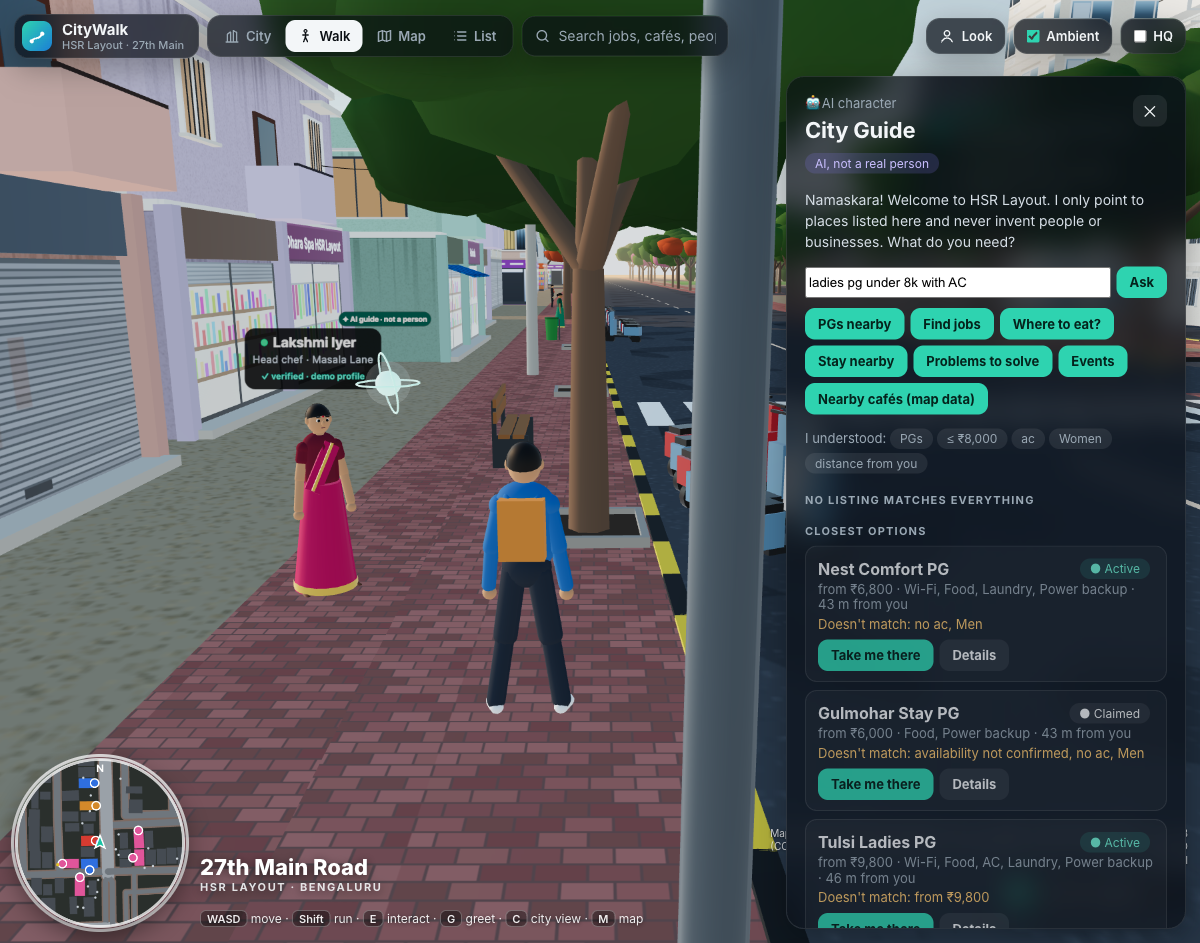 CityWalk
HSR Layout · 27th Main
City
Walk
Map
List
Search jobs, cafés, peop
Look
Ambient
HQ
AI character
City Guide
AI, not a real person
Namaskara! Welcome to HSR Layout. I only point to
places listed here and never invent people or
businesses. What do you need?
ladies pg under 8k with AC
Ask
PGs nearby
Find jobs
Where to eat?
Stay nearby
Problems to solve
Events
Nearby cafés (map data)
I understood: PGs ≤ ₹8,000 ac Women
distance from you
NO LISTING MATCHES EVERYTHING
CLOSEST OPTIONS
Nest Comfort PG
Active
from ₹6,800 · Wi-Fi, Food, Laundry, Power backup ·
43 m from you
Doesn't match: no ac, Men
Take me there
Details
Gulmohar Stay PG
Claimed
from ₹6,000 · Food, Power backup · 43 m from you
Doesn't match: availability not confirmed, no ac, Men
Take me there
Details
Tulsi Ladies PG
Active
from ₹9,800 · Wi-Fi, Food, AC, Laundry, Power backup
· 46 m from you
Doesn't match: from ₹9,800
Take me there
Details
Dhara Spa HSR Layout
✦ AI guide · not a person
Lakshmi Iyer
Head chef · Masala Lane
✓ verified · demo profile
N
27th Main Road
HSR LAYOUT · BENGALURU
WASD move · Shift run · E interact · G greet · C city view · M map